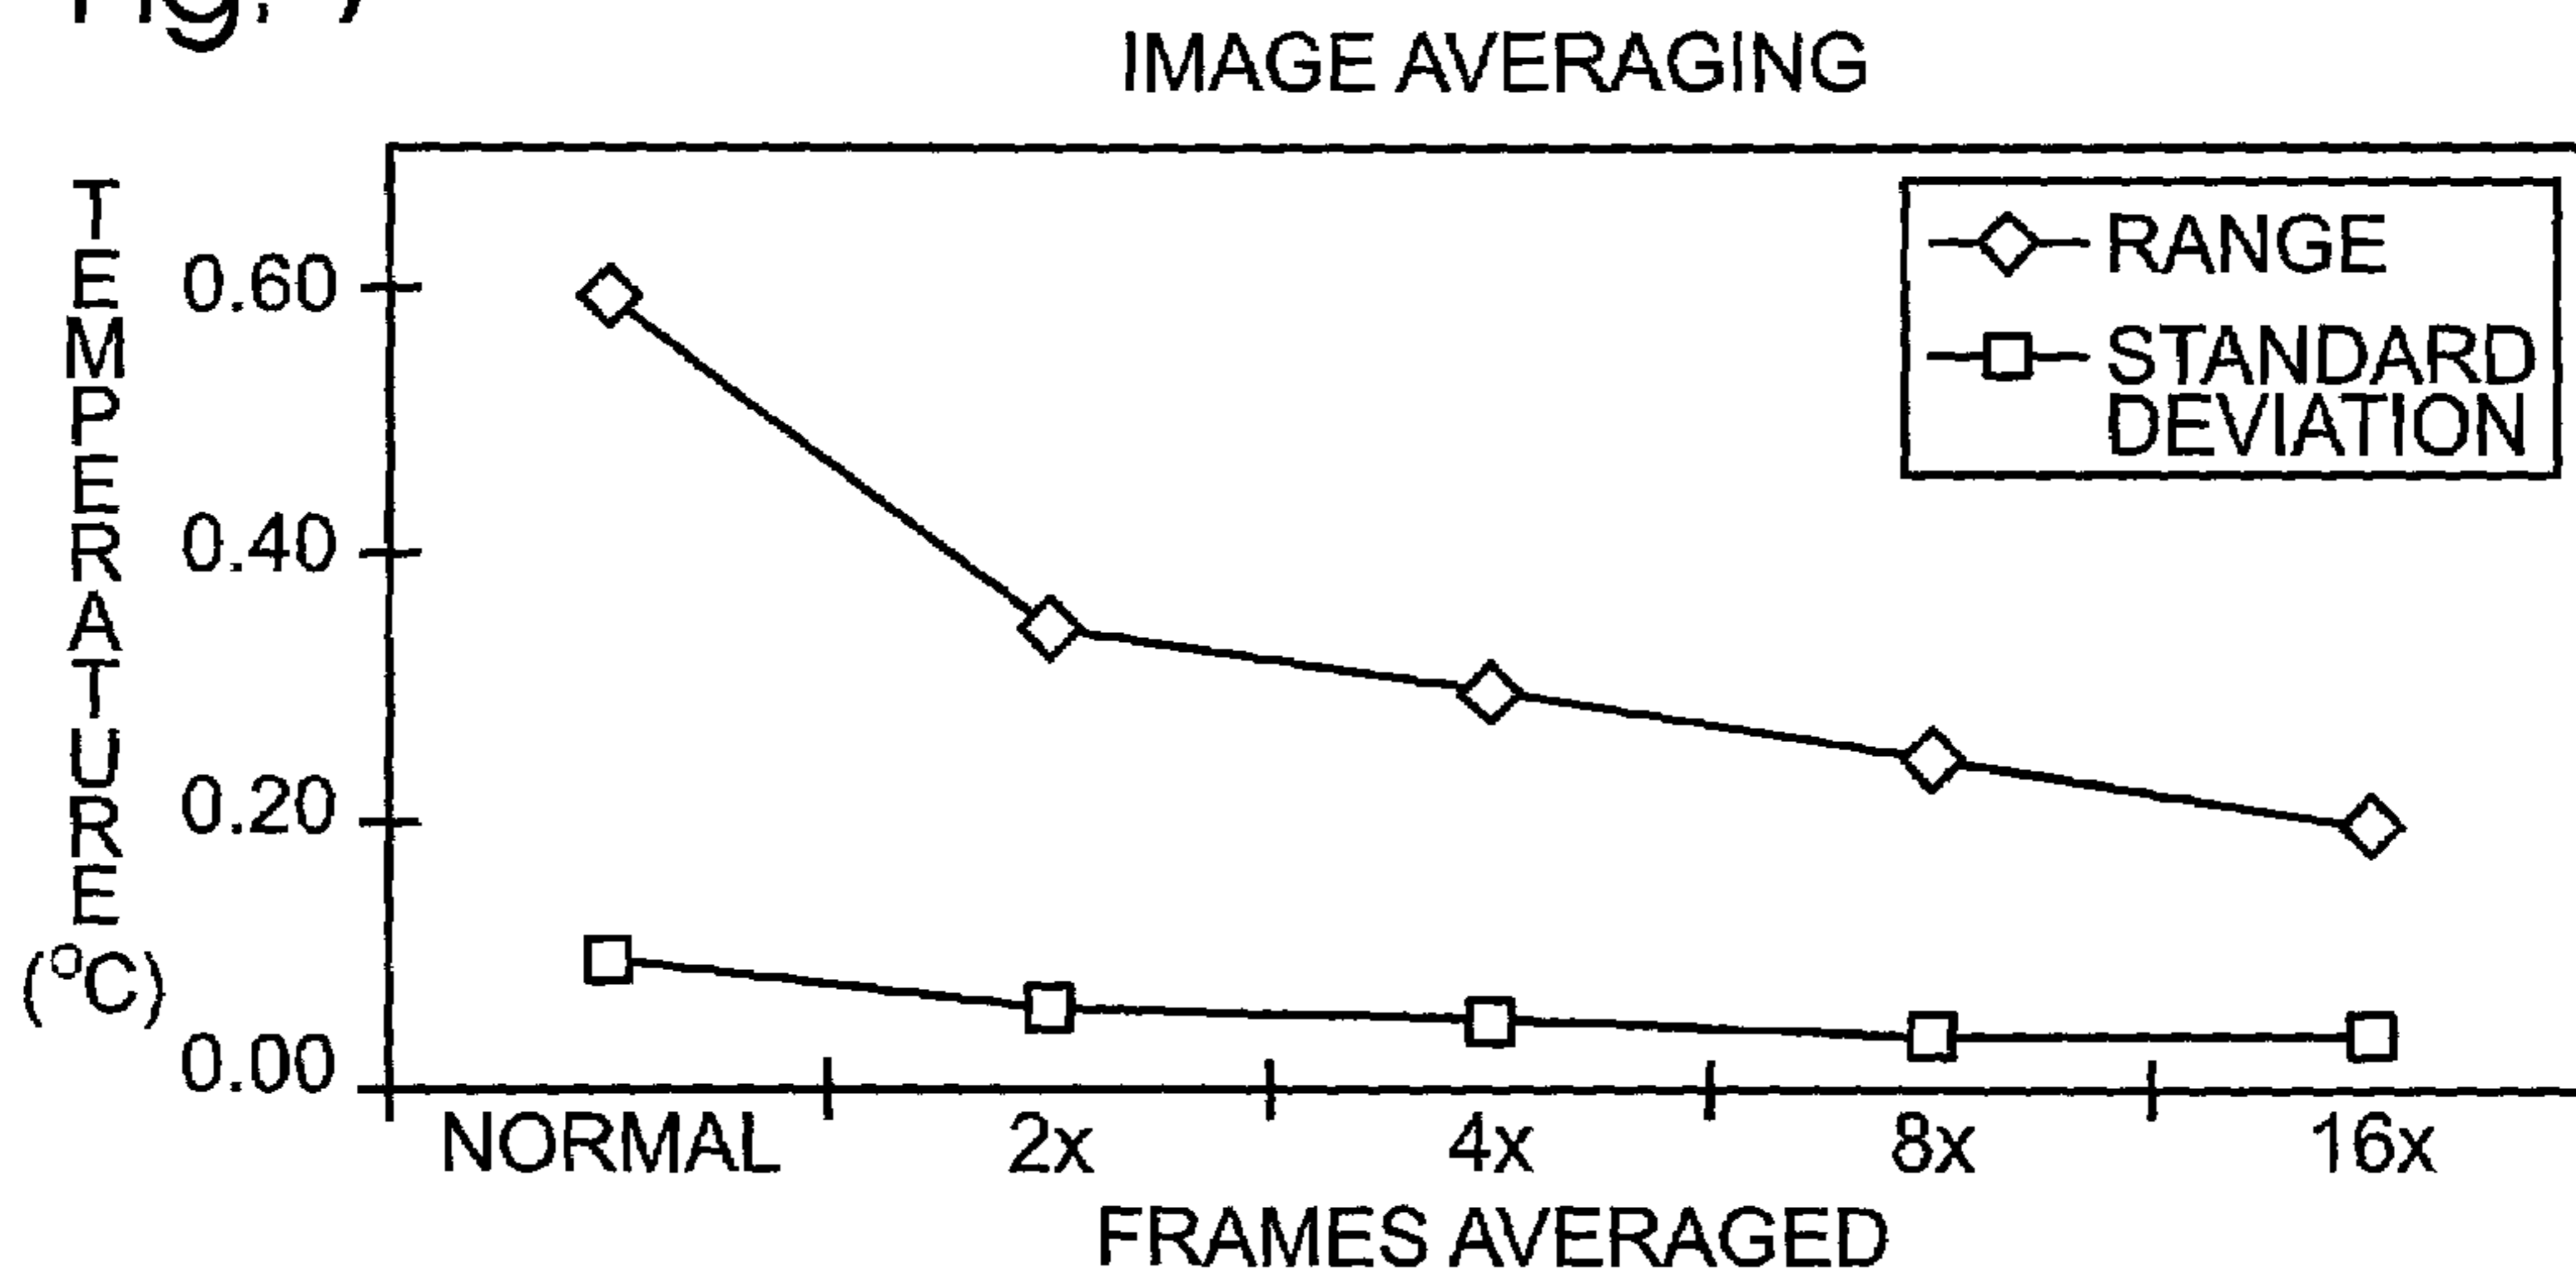 IMAGE AVERAGING
TEMPERATURE
(°C)
0.60
0.40
0.20
0.00
RANGE
STANDARD
DEVIATION
NORMAL 2x 4x 8x 16x
FRAMES AVERAGED